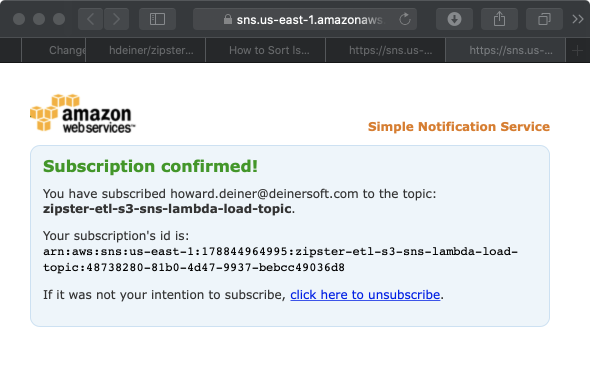 sns.us-east-1.amazonaws.
Change
hdeiner/zipster...
How to Sort Is...
https://sns.us-...
https://sns.us-...
amazon
web services™
Simple Notification Service
Subscription confirmed!
You have subscribed howard.deiner@deinersoft.com to the topic:
zipster-etl-s3-sns-lambda-load-topic.
Your subscription's id is:
arn:aws:sns:us-east-1:178844964995:zipster-etl-s3-sns-lambda-load-
topic:48738280-81b0-4d47-9937-bebcc49036d8
If it was not your intention to subscribe, click here to unsubscribe.